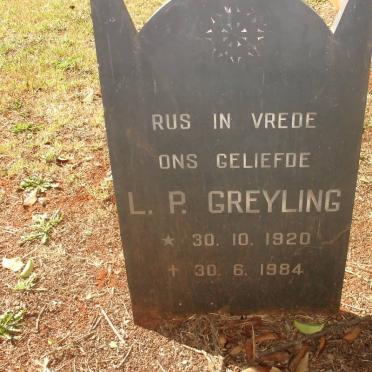 RUS IN VREDE
ONS GELIEFDE
L. P. GREYLING
★ 30. 10. 1920
✝ 30. 6. 1984